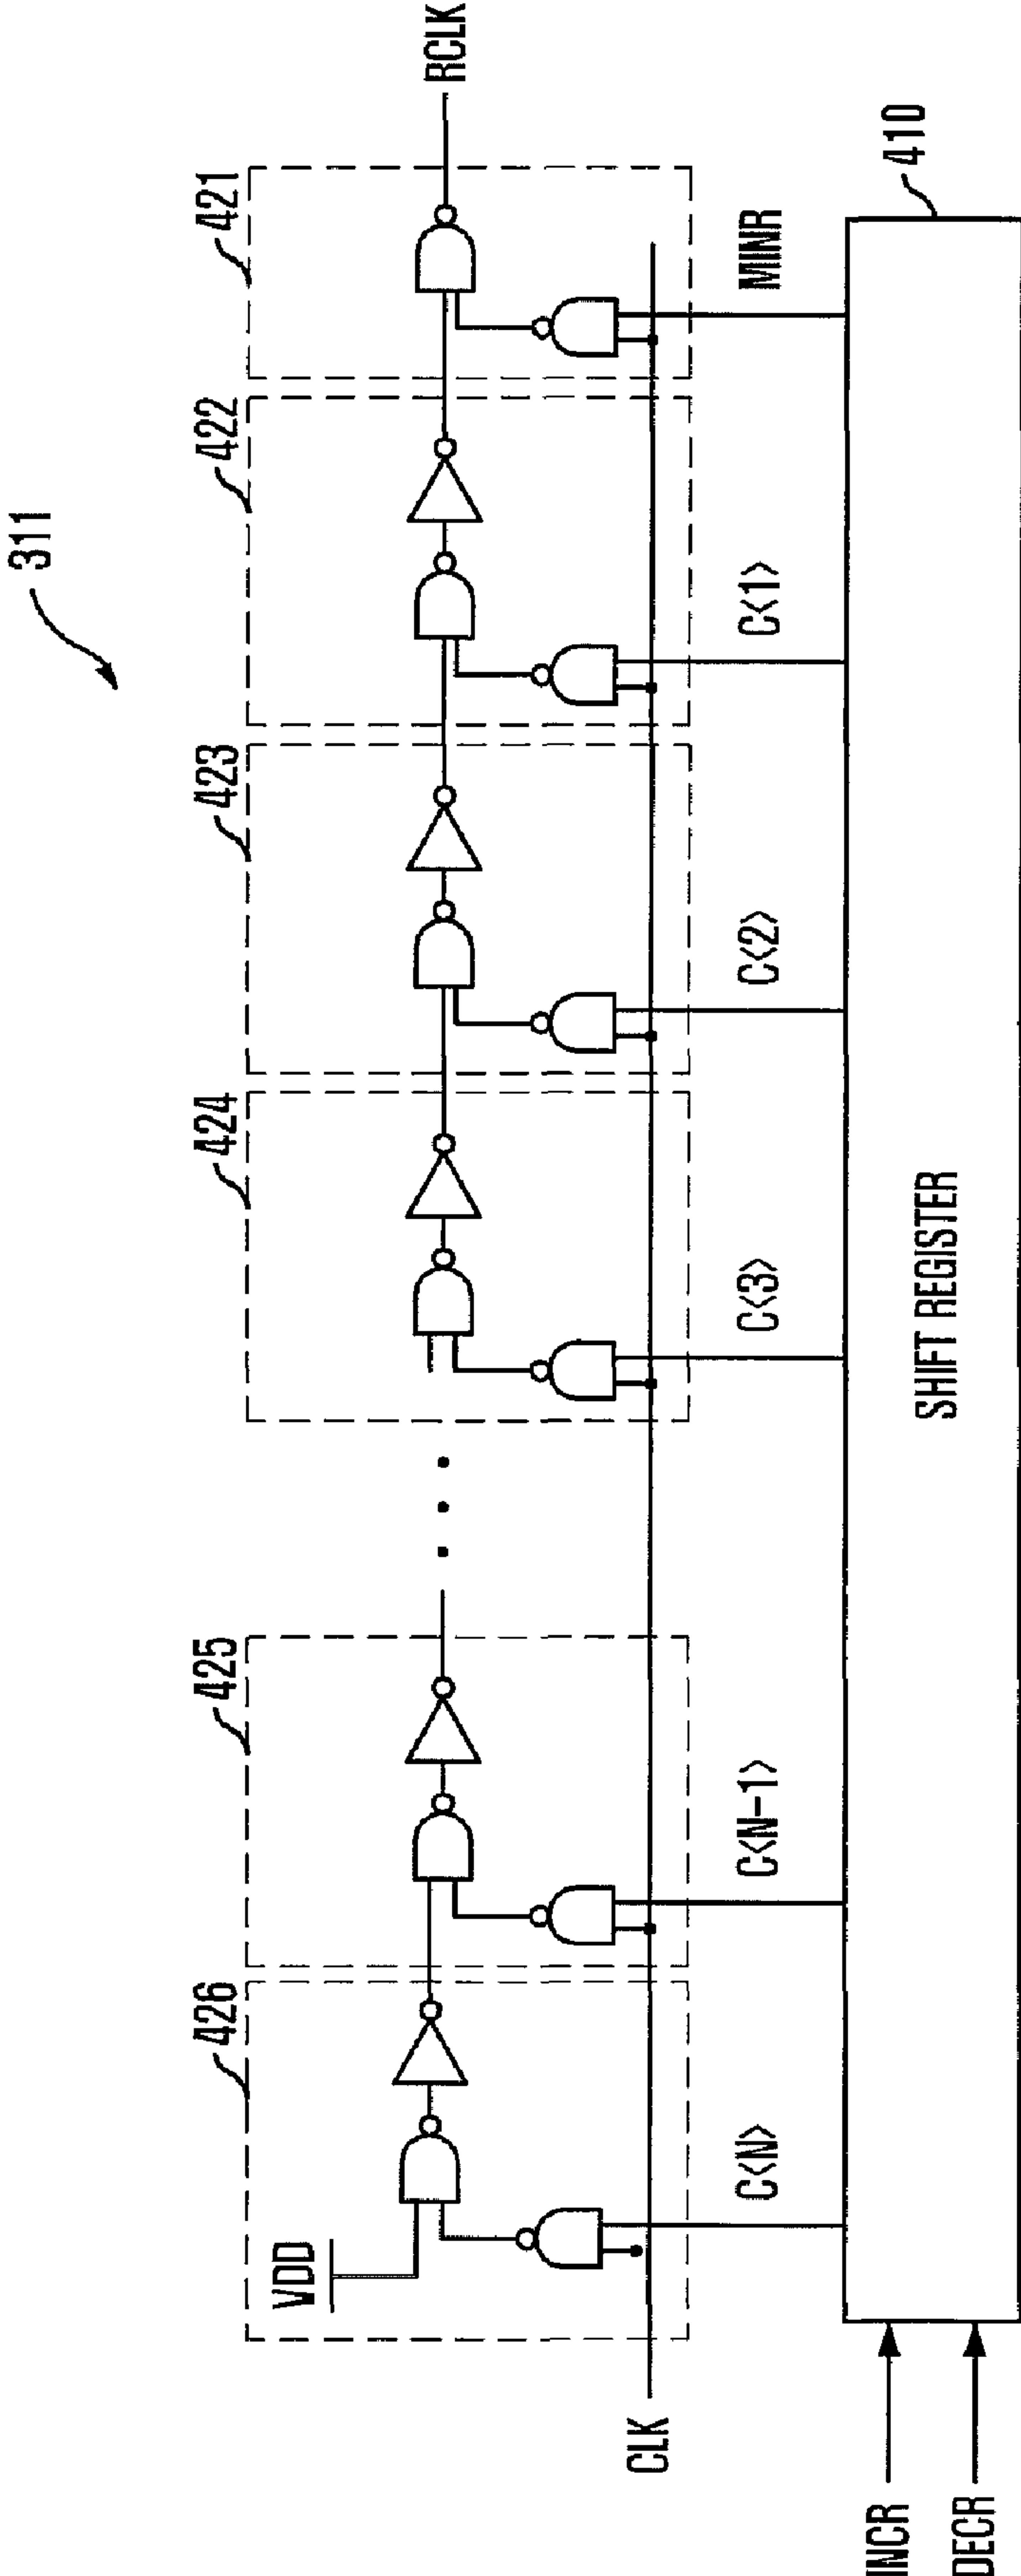 311
426
425
424
423
422
421
VDD
RCLK
CLK
C<N>
C<N-1>
C<3>
C<2>
C<1>
MINR
410
SHIFT REGISTER
INCR
DECR